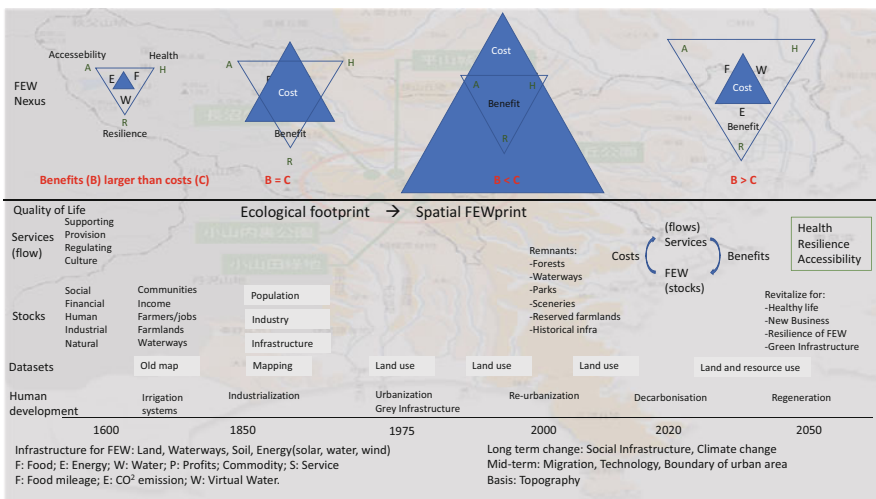 Accessebility
Health
A
E
F
H
W
R
Resilience
FEW
Nexus
A
H
Cost
Benefit
R
Cost
A
H
Benefit
R
A
H
F
W
Cost
E
Benefit
R
Benefits (B) larger than costs (C)
B = C
B < C
B > C
Quality of Life
Ecological footprint → Spatial FEWprint
Services
(flow)
Supporting
Provision
Regulating
Culture
Stocks
Social
Financial
Human
Industrial
Natural
Communities
Income
Farmers/jobs
Farmlands
Waterways
Population
Industry
Infrastructure
Remnants:
-Forests
-Waterways
-Parks
-Sceneries
-Reserved farmlands
-Historical infra
Costs
(flows)
Services
FEW
(stocks)
Benefits
Health
Resilience
Accessibility
Revitalize for:
-Healthy life
-New Business
-Resilience of FEW
-Green Infrastructure
Datasets
Old map
Mapping
Land use
Land use
Land use
Land and resource use
Human
development
Irrigation
systems
Industrialization
Urbanization
Grey Infrastructure
Re-urbanization
Decarbonisation
Regeneration
1600
1850
1975
2000
2020
2050
Infrastructure for FEW: Land, Waterways, Soil, Energy(solar, water, wind)
F: Food; E: Energy; W: Water; P: Profits; Commodity; S: Service
F: Food mileage; E: CO² emission; W: Virtual Water.
Long term change: Social Infrastructure, Climate change
Mid-term: Migration, Technology, Boundary of urban area
Basis: Topography